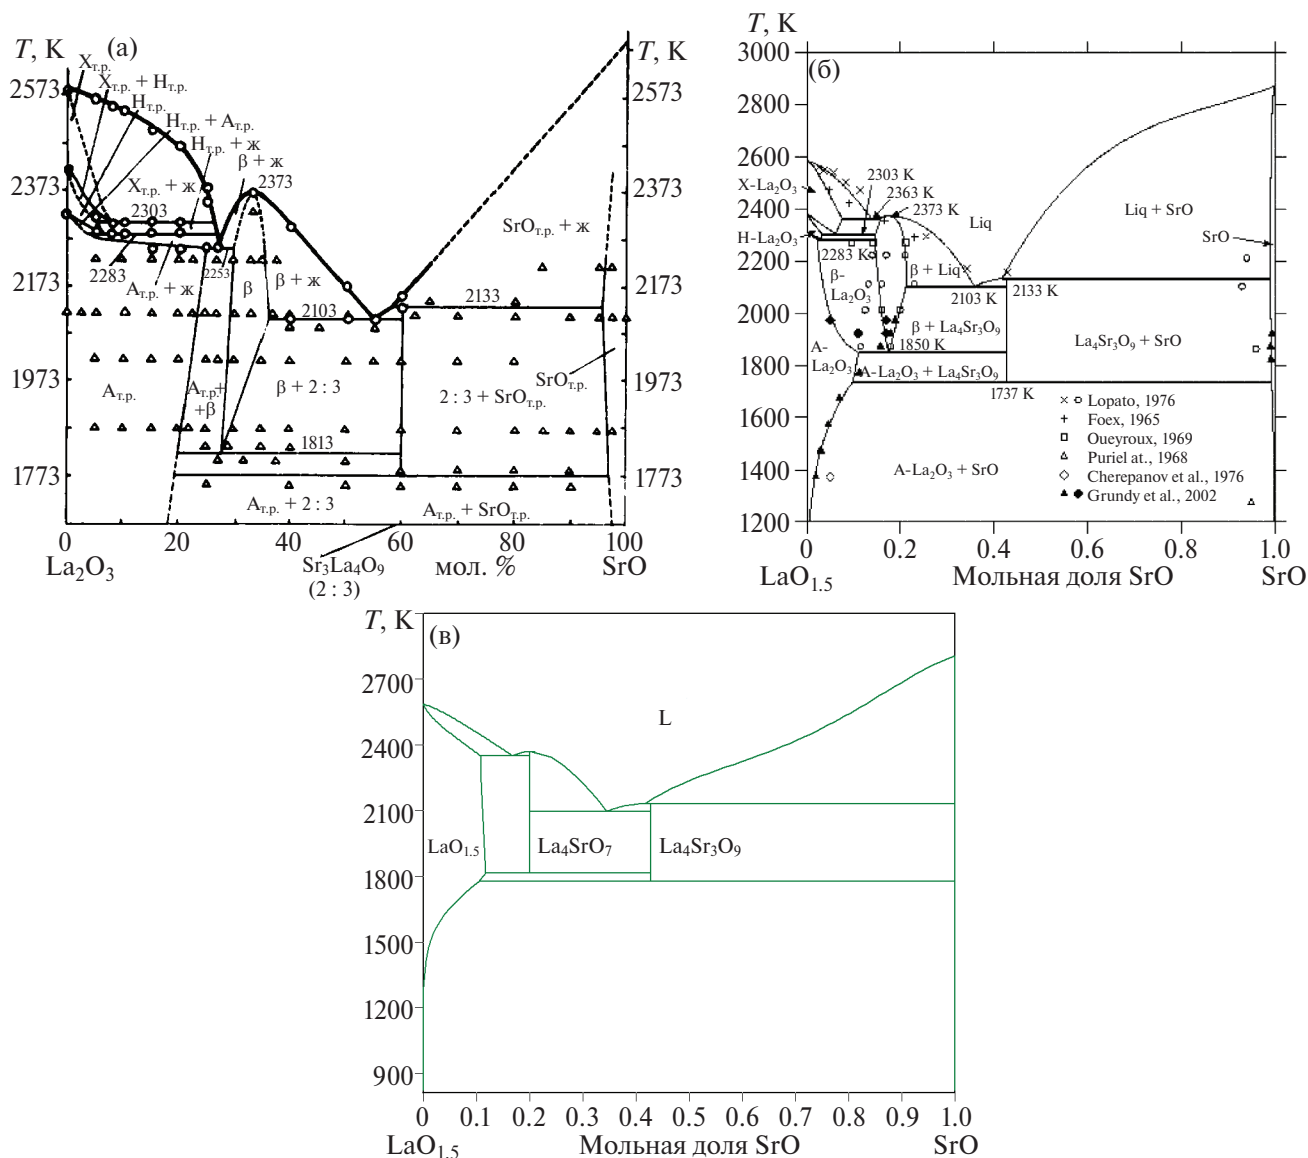 T, K
(а)
T, K
2573
2573
Xт.р.
Xт.р. + Hт.р.
Hт.р.
Hт.р. + Aт.р.
Hт.р. + ж
β + ж
2373
2373
2373
Xт.р. + ж
2303
SrOт.р. + ж
2283
2253
2173
2173
Aт.р. + ж
β
β + ж
2103
2133
1973
1973
Aт.р.
Aт.р. +
+ β
β + 2 : 3
2 : 3 + SrOт.р.
SrOт.р.
1813
1773
1773
Aт.р. + 2 : 3
Aт.р. + SrOт.р.
0
20
40
60
80
100
La2O3
Sr3La4O9
(2 : 3)
мол. %
SrO
T, K
(б)
3000
2800
2600
2400
2200
2000
1800
1600
1400
1200
X-La2O3
H-La2O3
2303 K
2363 K
2373 K
Liq
Liq + SrO
SrO
2283 K
β-
La2O3
β + Liq
2103 K
2133 K
β + La4Sr3O9
1850 K
La4Sr3O9 + SrO
A-
La2O3
A-La2O3 + La4Sr3O9
1737 K
Lopato, 1976
Foex, 1965
Oueyroux, 1969
Puriel at., 1968
Cherepanov et al., 1976
Grundy et al., 2002
A-La2O3 + SrO
0
0.2
0.4
0.6
0.8
1.0
LaO1.5
Мольная доля SrO
SrO
T, K
(в)
2700
2400
2100
1800
1500
1200
900
L
LaO1.5
La4SrO7
La4Sr3O9
0
0.1
0.2
0.3
0.4
0.5
0.6
0.7
0.8
0.9
1.0
LaO1.5
Мольная доля SrO
SrO